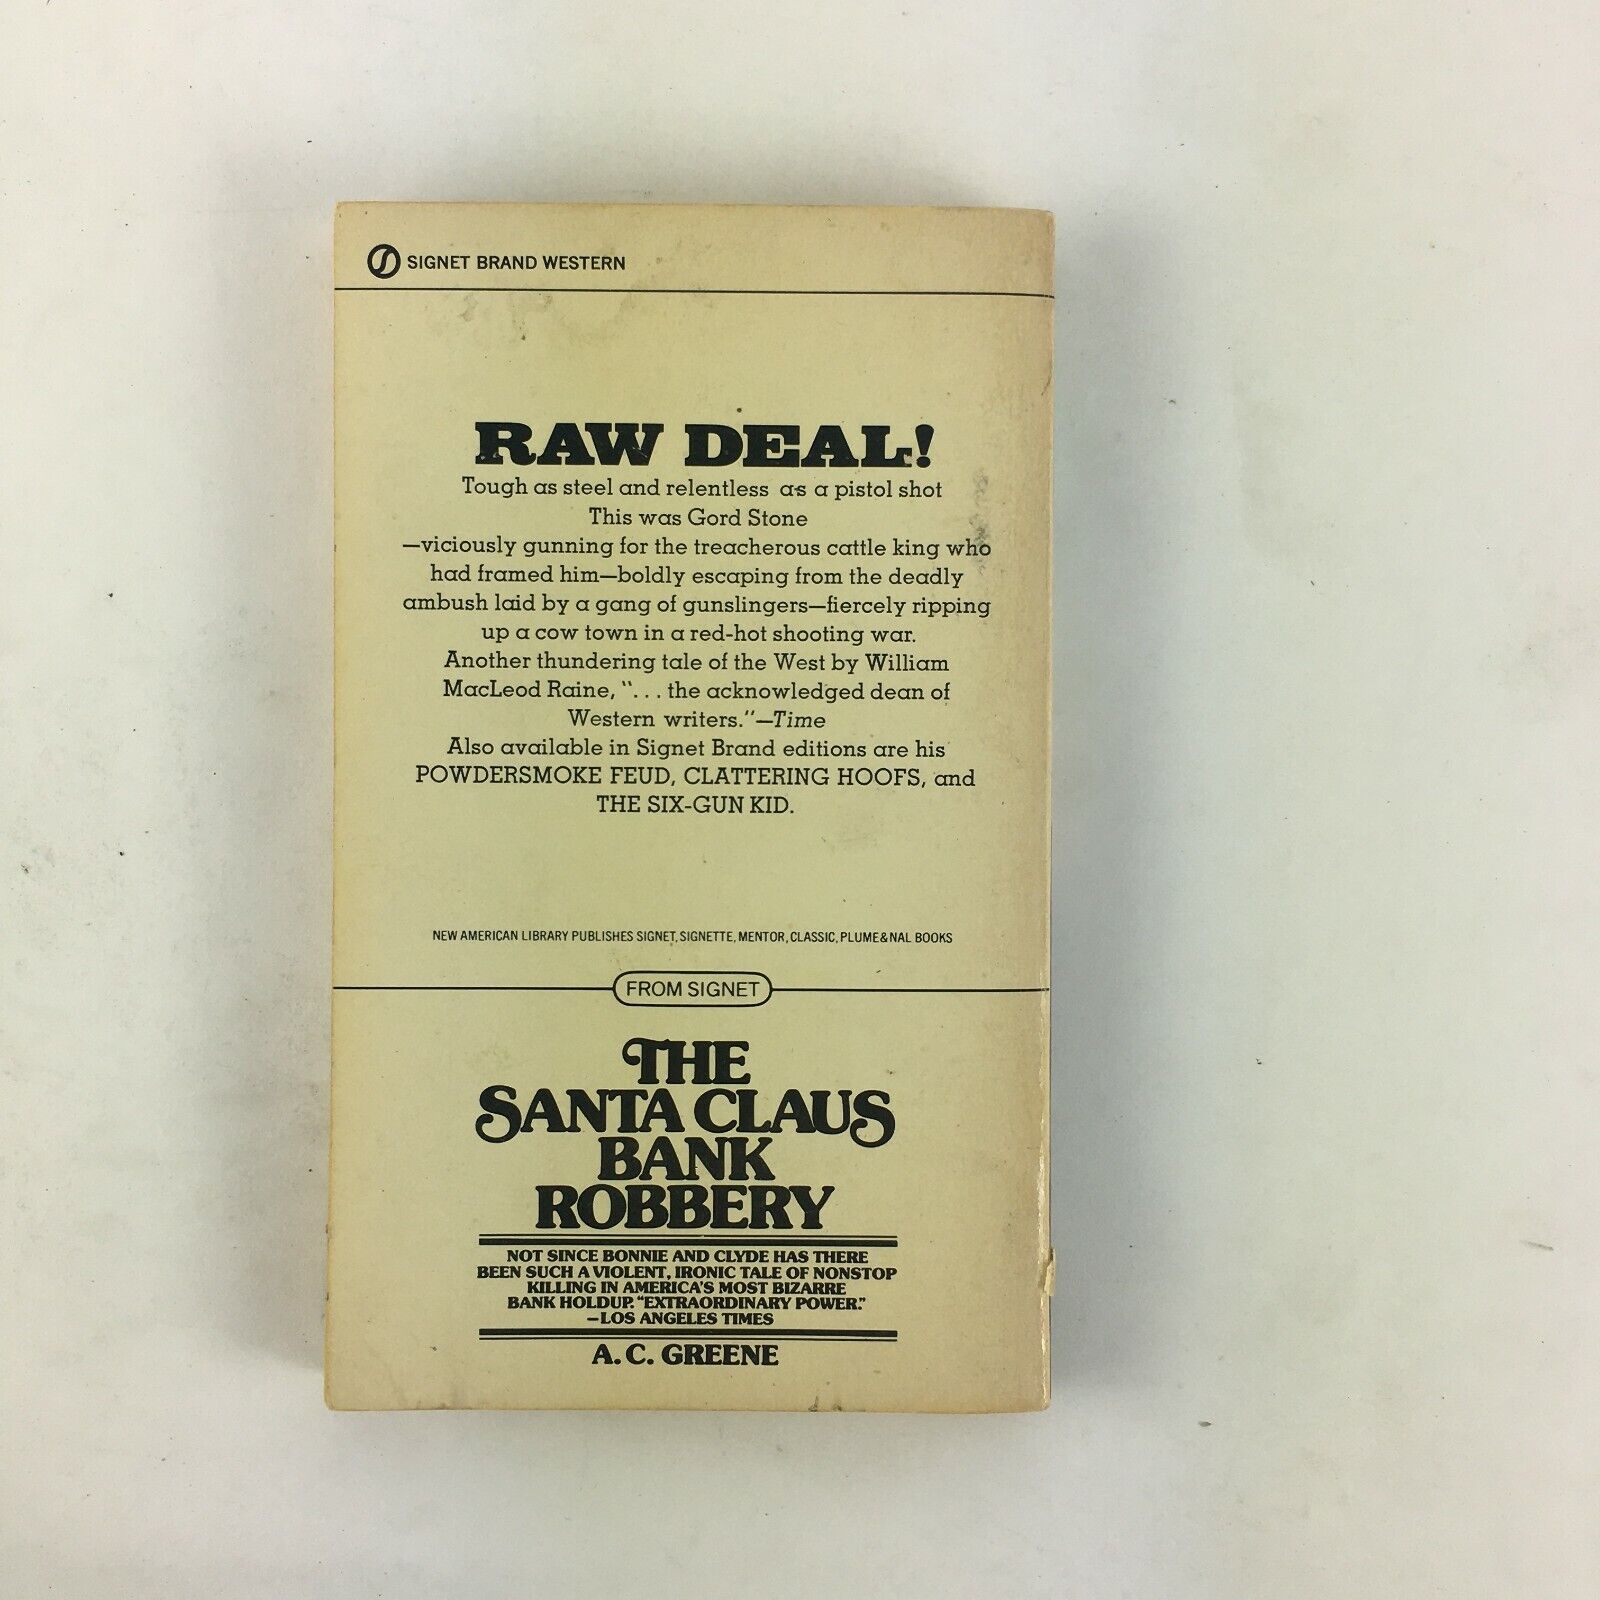 SIGNET BRAND WESTERN
RAW DEAL!
Tough as steel and relentless as a pistol shot
This was Gord Stone
—viciously gunning for the treacherous cattle king who
had framed him—boldly escaping from the deadly
ambush laid by a gang of gunslingers—fiercely ripping
up a cow town in a red-hot shooting war.
Another thundering tale of the West by William
MacLeod Raine, "... the acknowledged dean of
Western writers."—Time
Also available in Signet Brand editions are his
POWDERSMOKE FEUD, CLATTERING HOOFS, and
THE SIX-GUN KID.
NEW AMERICAN LIBRARY PUBLISHES SIGNET, SIGNETTE, MENTOR, CLASSIC, PLUME & NAL BOOKS
FROM SIGNET
THE
SANTA CLAUS
BANK
ROBBERY
NOT SINCE BONNIE AND CLYDE HAS THERE
BEEN SUCH A VIOLENT, IRONIC TALE OF NONSTOP
KILLING IN AMERICA'S MOST BIZARRE
BANK HOLDUP. "EXTRAORDINARY POWER."
—LOS ANGELES TIMES
A. C. GREENE